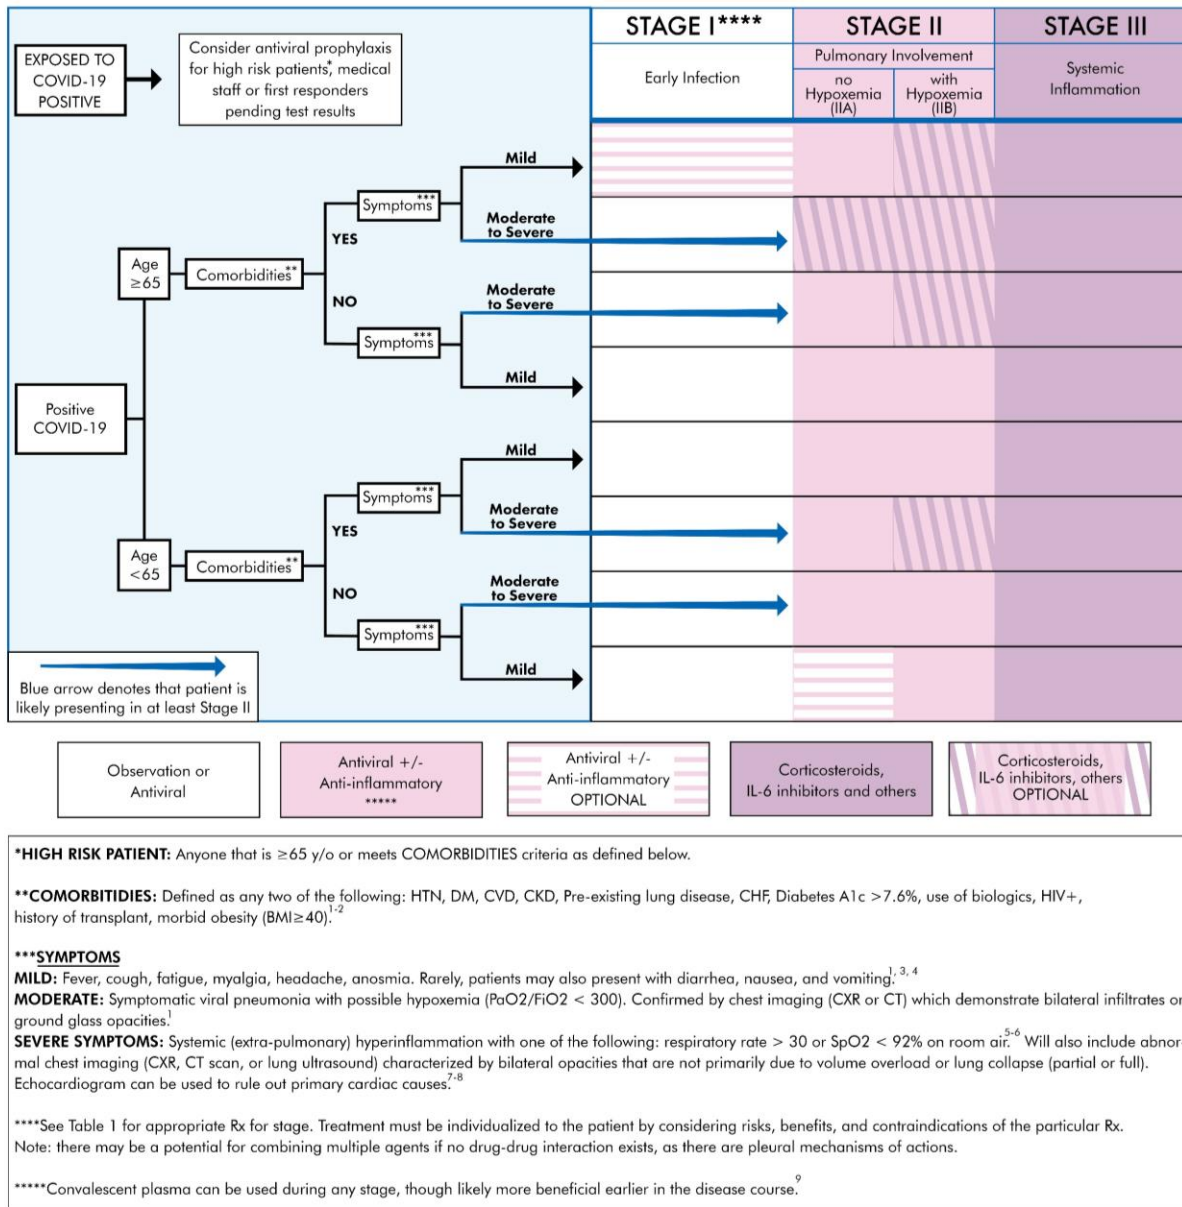 EXPOSED TO
COVID-19
POSITIVE
Consider antiviral prophylaxis
for high risk patients*, medical
staff or first responders
pending test results
STAGE I****
STAGE II
STAGE III
Early Infection
Pulmonary Involvement
no
Hypoxemia
(IIA)
with
Hypoxemia
(IIB)
Systemic
Inflammation
Positive
COVID-19
Age
≥65
Comorbidities**
YES
NO
Symptoms***
Mild
Moderate
to Severe
Symptoms***
Moderate
to Severe
Mild
Age
<65
Comorbidities**
YES
NO
Symptoms***
Mild
Moderate
to Severe
Symptoms***
Moderate
to Severe
Mild
Blue arrow denotes that patient is
likely presenting in at least Stage II
Observation or
Antiviral
Antiviral +/-
Anti-inflammatory
*****
Antiviral +/-
Anti-inflammatory
OPTIONAL
Corticosteroids,
IL-6 inhibitors and others
Corticosteroids,
IL-6 inhibitors, others
OPTIONAL
*HIGH RISK PATIENT: Anyone that is ≥65 y/o or meets COMORBIDITIES criteria as defined below.
**COMORBITIDIES: Defined as any two of the following: HTN, DM, CVD, CKD, Pre-existing lung disease, CHF, Diabetes A1c >7.6%, use of biologics, HIV+,
history of transplant, morbid obesity (BMI≥40).1-2
***SYMPTOMS
MILD: Fever, cough, fatigue, myalgia, headache, anosmia. Rarely, patients may also present with diarrhea, nausea, and vomiting.1, 3, 4
MODERATE: Symptomatic viral pneumonia with possible hypoxemia (PaO2/FiO2 < 300). Confirmed by chest imaging (CXR or CT) which demonstrate bilateral infiltrates or
ground glass opacities.1
SEVERE SYMPTOMS: Systemic (extra-pulmonary) hyperinflammation with one of the following: respiratory rate > 30 or SpO2 < 92% on room air.5-6 Will also include abnor-
mal chest imaging (CXR, CT scan, or lung ultrasound) characterized by bilateral opacities that are not primarily due to volume overload or lung collapse (partial or full).
Echocardiogram can be used to rule out primary cardiac causes.7-8
****See Table 1 for appropriate Rx for stage. Treatment must be individualized to the patient by considering risks, benefits, and contraindications of the particular Rx.
Note: there may be a potential for combining multiple agents if no drug-drug interaction exists, as there are pleural mechanisms of actions.
*****Convalescent plasma can be used during any stage, though likely more beneficial earlier in the disease course.9